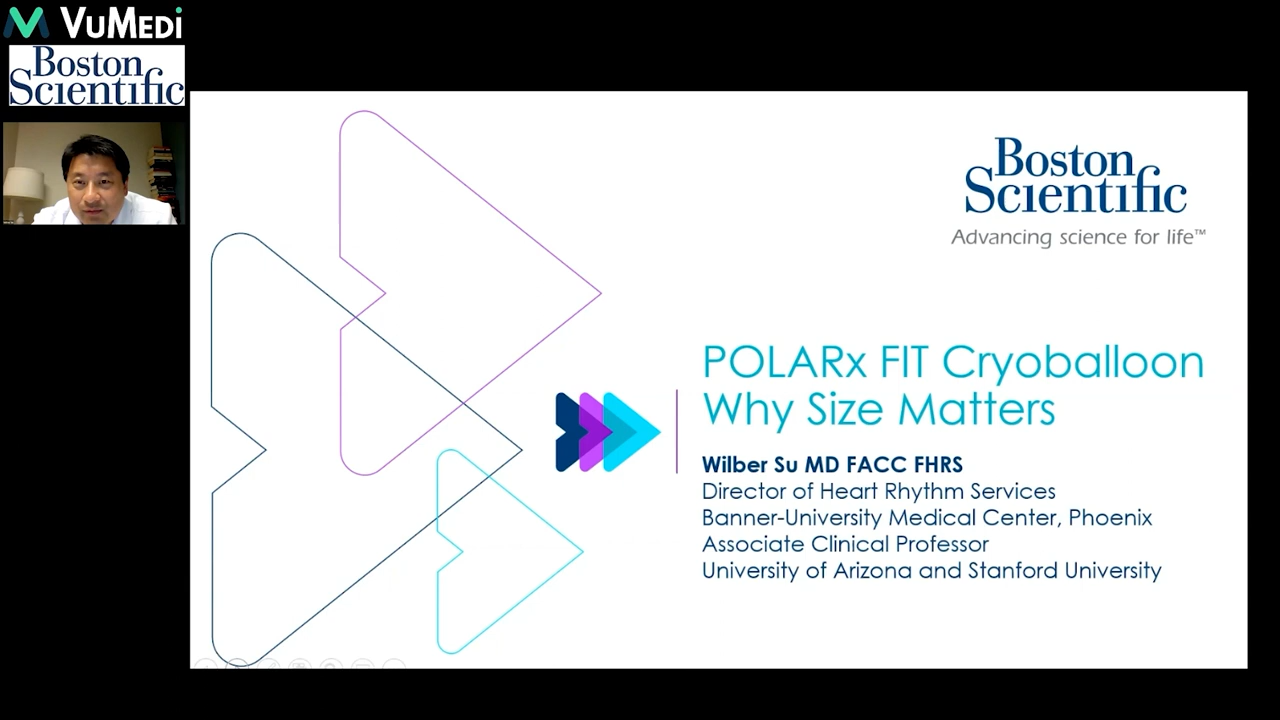 VUMEDI
Boston
Scientific
Boston
Scientific
Advancing science for life™
POLARx FIT Cryoballoon
Why Size Matters
Wilber Su MD FACC FHRS
Director of Heart Rhythm Services
Banner-University Medical Center, Phoenix
Associate Clinical Professor
University of Arizona and Stanford University